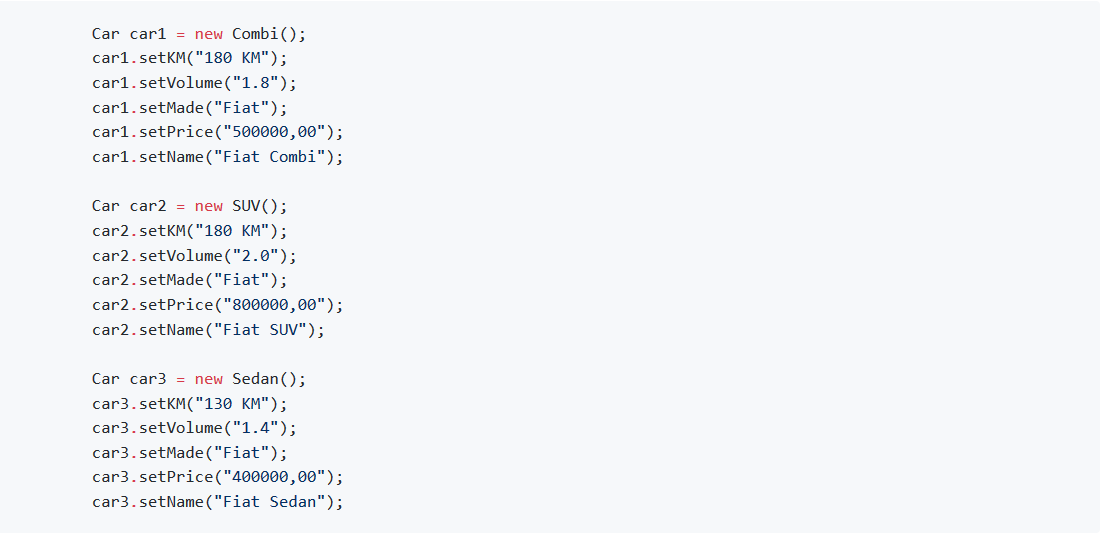 Car car1 = new Combi();
car1.setKM("180 KM");
car1.setVolume("1.8");
car1.setMade("Fiat");
car1.setPrice("500000,00");
car1.setName("Fiat Combi");
Car car2 = new SUV();
car2.setKM("180 KM");
car2.setVolume("2.0");
car2.setMade("Fiat");
car2.setPrice("800000,00");
car2.setName("Fiat SUV");
Car car3 = new Sedan();
car3.setKM("130 KM");
car3.setVolume("1.4");
car3.setMade("Fiat");
car3.setPrice("400000,00");
car3.setName("Fiat Sedan");